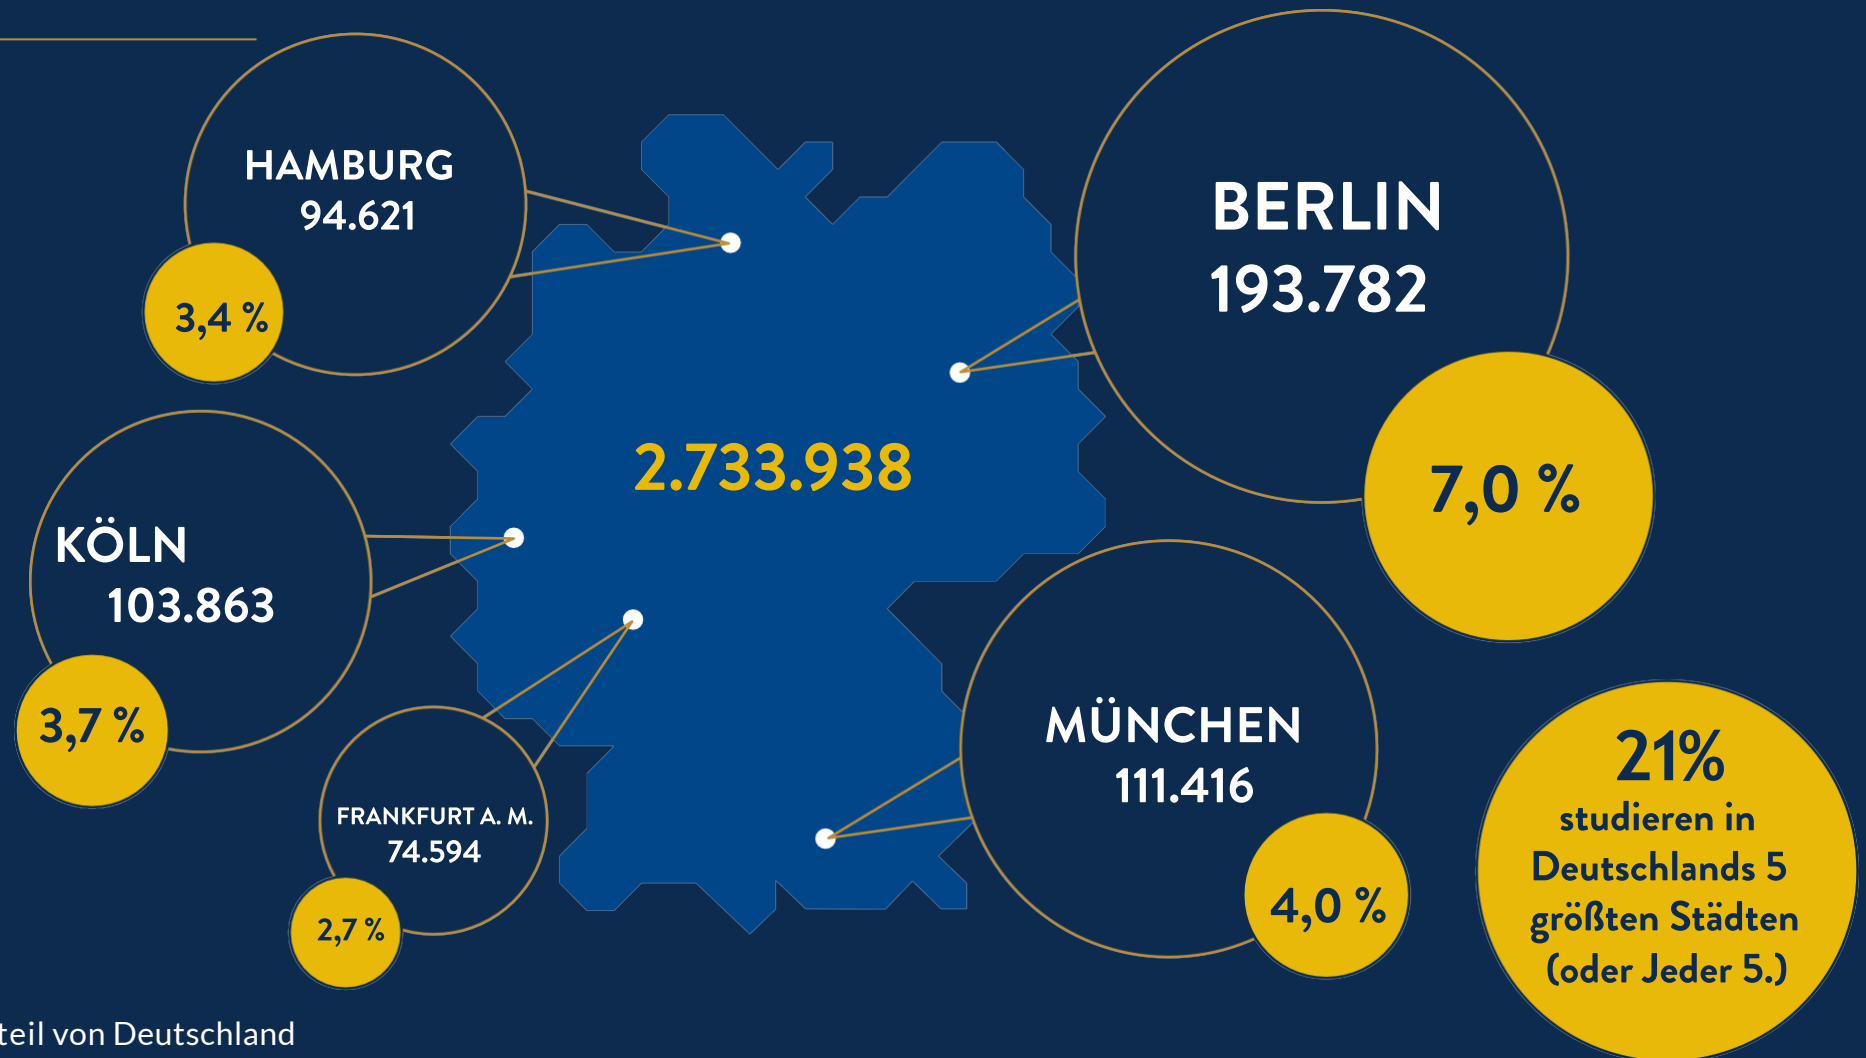 HAMBURG
94.621
3,4 %
BERLIN
193.782
7,0 %
2.733.938
KÖLN
103.863
3,7 %
FRANKFURT A. M.
74.594
2,7 %
MÜNCHEN
111.416
4,0 %
21%
studieren in
Deutschlands 5
größten Städten
(oder Jeder 5.)
von Deutschland